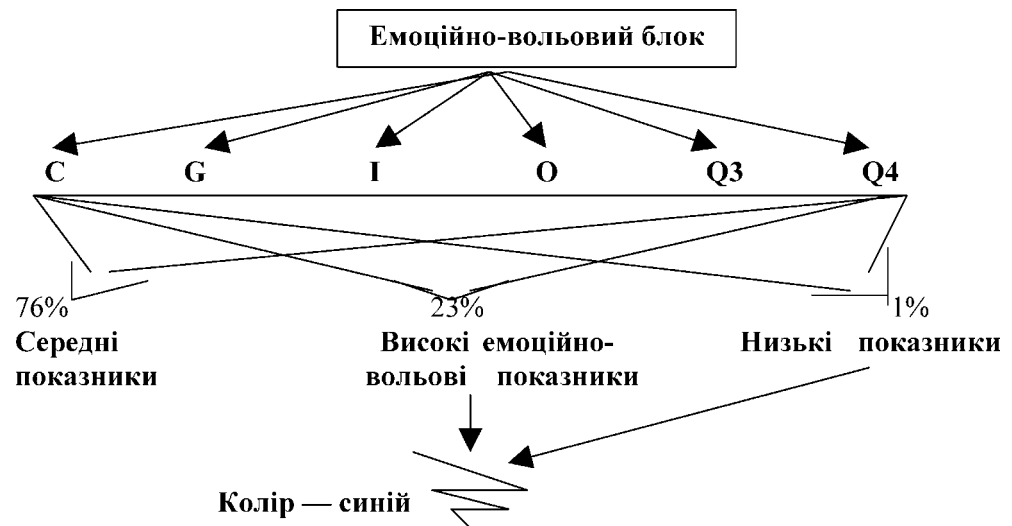 Емоційно-вольовий блок
C G I O Q3 Q4
76% 23% 1%
Середні показники
Високі емоційно-вольові показники
Низькі показники
Колір — синій